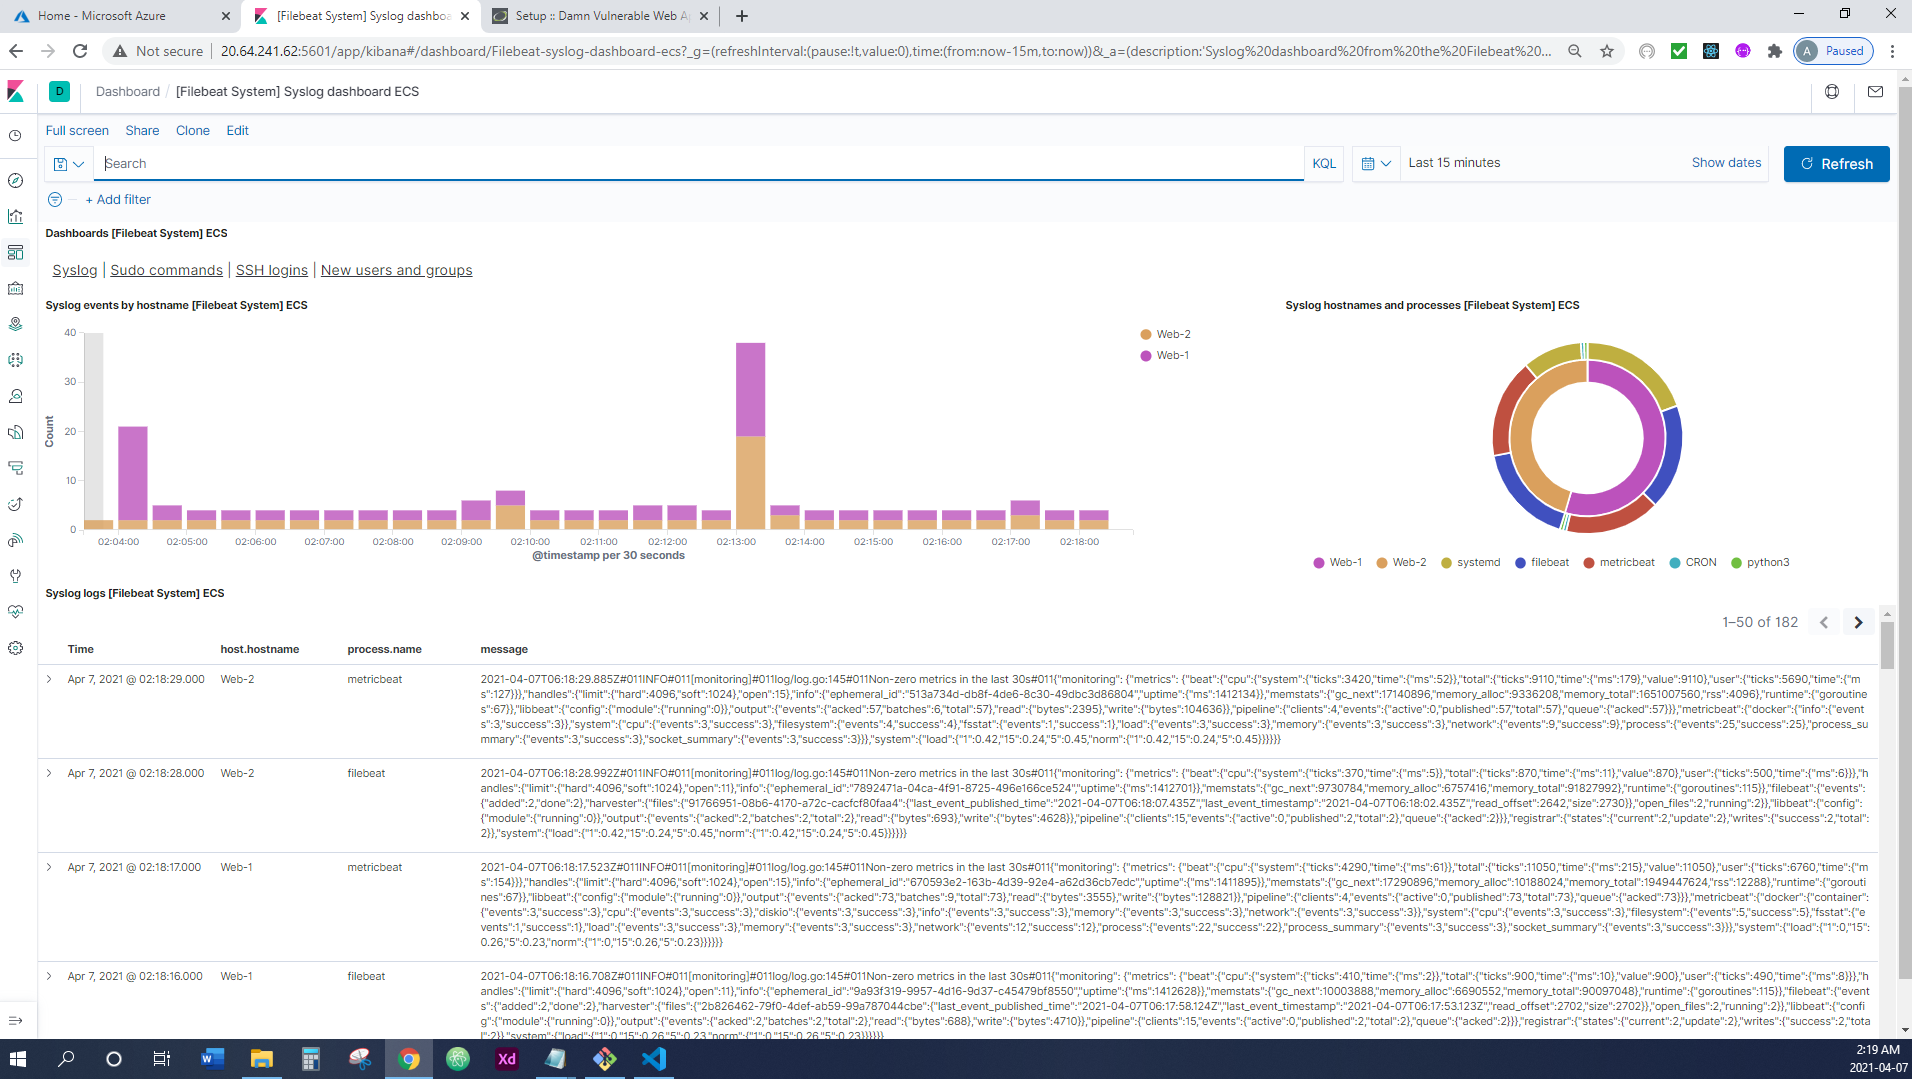 Home - Microsoft Azure
[Filebeat System] Syslog dashboa
Setup :: Damn Vulnerable Web A
Not secure
20.64.241.62:5601/app/kibana#/dashboard/Filebeat-syslog-dashboard-ecs?_g=(refreshInterval:(pause:!t,value:0),time:(from:now-15m,to:now))&_a=(description:'Syslog%20dashboard%20from%20the%20Filebeat%20...
A
Paused
D
Dashboard / [Filebeat System] Syslog dashboard ECS
Full screen Share Clone Edit
Search
KQL
Last 15 minutes
Show dates
Refresh
+ Add filter
Dashboards [Filebeat System] ECS
Syslog | Sudo commands | SSH logins | New users and groups
Syslog events by hostname [Filebeat System] ECS
Syslog hostnames and processes [Filebeat System] ECS
40
30
20
10
0
Count
02:04:00 02:05:00 02:06:00 02:07:00 02:08:00 02:09:00 02:10:00 02:11:00 02:12:00 02:13:00 02:14:00 02:15:00 02:16:00 02:17:00 02:18:00
@timestamp per 30 seconds
Web-2
Web-1
Web-1 Web-2 systemd filebeat metricbeat CRON python3
Syslog logs [Filebeat System] ECS
1–50 of 182
Time host.hostname process.name message
Apr 7, 2021 @ 02:18:29.000 Web-2 metricbeat 2021-04-07T06:18:29.885Z#011INFO#011[monitoring]#011log/log.go:145#011Non-zero metrics in the last 30s#011{"monitoring": {"metrics": {"beat":{"cpu":{"system":{"ticks":3420,"time":{"ms":52}},"total":{"ticks":9110,"time":{"ms":179},"value":9110},"user":{"ticks":5690,"time":{"m
s":127}}},"handles":{"limit":{"hard":4096,"soft":1024},"open":15},"info":{"ephemeral_id":"513a734d-db8f-4de6-8c30-49dbc3d86804","uptime":{"ms":1412134}},"memstats":{"gc_next":17140896,"memory_alloc":9336208,"memory_total":1651007560,"rss":4096},"runtime":{"gorou
tines":67}},"libbeat":{"config":{"module":{"running":0}},"output":{"events":{"acked":57,"batches":6,"total":57},"read":{"bytes":2395},"write":{"bytes":104636}},"pipeline":{"clients":4,"events":{"active":0,"published":57,"total":57},"queue":{"acked":57}}},"metricbeat":{"docker":{"info":{"event
s":3,"success":3}},"system":{"cpu":{"events":3,"success":3},"filesystem":{"events":4,"success":4},"fsstat":{"events":1,"success":1},"load":{"events":3,"success":3},"memory":{"events":3,"success":3},"network":{"events":9,"success":9},"process":{"events":25,"success":25},"process_s
ummary":{"events":3,"success":3},"socket_summary":{"events":3,"success":3}}},"system":{"load":{"1":0.42,"15":0.24,"5":0.45,"norm":{"1":0.42,"15":0.24,"5":0.45}}}}}}
Apr 7, 2021 @ 02:18:28.000 Web-2 filebeat 2021-04-07T06:18:28.992Z#011INFO#011[monitoring]#011log/log.go:145#011Non-zero metrics in the last 30s#011{"monitoring": {"metrics": {"beat":{"cpu":{"system":{"ticks":370,"time":{"ms":5}},"total":{"ticks":870,"time":{"ms":11},"value":870},"user":{"ticks":500,"time":{"ms":6}}},"h
andles":{"limit":{"hard":4096,"soft":1024},"open":11},"info":{"ephemeral_id":"7892471a-04ca-4f91-8725-496e166ce524","uptime":{"ms":1412701}},"memstats":{"gc_next":9730784,"memory_alloc":6757416,"memory_total":91827992},"runtime":{"goroutines":115}},"filebeat":{"events":
{"added":2,"done":2},"harvester":{"files":{"91766951-08b6-4170-a72c-cacfcf80faa4":{"last_event_published_time":"2021-04-07T06:18:07.435Z","last_event_timestamp":"2021-04-07T06:18:02.435Z","read_offset":2642,"size":2730}},"open_files":2,"running":2}},"libbeat":{"config":
{"module":{"running":0}},"output":{"events":{"acked":2,"batches":2,"total":2},"read":{"bytes":693},"write":{"bytes":4628}},"pipeline":{"clients":15,"events":{"active":0,"published":2,"total":2},"queue":{"acked":2}}},"registrar":{"states":{"current":2,"update":2},"writes":{"success":2,"total":
2}},"system":{"load":{"1":0.42,"15":0.24,"5":0.45,"norm":{"1":0.42,"15":0.24,"5":0.45}}}}}}
Apr 7, 2021 @ 02:18:17.000 Web-1 metricbeat 2021-04-07T06:18:17.523Z#011INFO#011[monitoring]#011log/log.go:145#011Non-zero metrics in the last 30s#011{"monitoring": {"metrics": {"beat":{"cpu":{"system":{"ticks":4290,"time":{"ms":61}},"total":{"ticks":11050,"time":{"ms":215},"value":11050},"user":{"ticks":6760,"time":{"ms
":154}}},"handles":{"limit":{"hard":4096,"soft":1024},"open":15},"info":{"ephemeral_id":"670593e2-163b-4d39-92e4-a62d36cb7edc","uptime":{"ms":1411895}},"memstats":{"gc_next":17290896,"memory_alloc":10188024,"memory_total":1949447624,"rss":12288},"runtime":{"gorout
ines":67}},"libbeat":{"config":{"module":{"running":0}},"output":{"events":{"acked":73,"batches":9,"total":73},"read":{"bytes":3555},"write":{"bytes":128821}},"pipeline":{"clients":4,"events":{"active":0,"published":73,"total":73},"queue":{"acked":73}}},"metricbeat":{"docker":{"container":
{"events":3,"success":3},"cpu":{"events":3,"success":3},"diskio":{"events":3,"success":3},"info":{"events":3,"success":3},"memory":{"events":3,"success":3},"network":{"events":3,"success":3}},"system":{"cpu":{"events":3,"success":3},"filesystem":{"events":5,"success":5},"fsstat":{"e
vents":1,"success":1},"load":{"events":3,"success":3},"memory":{"events":3,"success":3},"network":{"events":12,"success":12},"process":{"events":22,"success":22},"process_summary":{"events":3,"success":3},"socket_summary":{"events":3,"success":3}}},"system":{"load":{"1":0,"15":
0.26,"5":0.23,"norm":{"1":0,"15":0.26,"5":0.23}}}}}}
Apr 7, 2021 @ 02:18:16.000 Web-1 filebeat 2021-04-07T06:18:16.708Z#011INFO#011[monitoring]#011log/log.go:145#011Non-zero metrics in the last 30s#011{"monitoring": {"metrics": {"beat":{"cpu":{"system":{"ticks":410,"time":{"ms":2}},"total":{"ticks":900,"time":{"ms":10},"value":900},"user":{"ticks":490,"time":{"ms":8}}},"h
andles":{"limit":{"hard":4096,"soft":1024},"open":11},"info":{"ephemeral_id":"9a93f319-9957-4d16-9d37-c45479bf8550","uptime":{"ms":1412628}},"memstats":{"gc_next":10003888,"memory_alloc":6690552,"memory_total":90097048},"runtime":{"goroutines":115}},"filebeat":{"event
s":{"added":2,"done":2},"harvester":{"files":{"2b826462-79f0-4def-ab59-99a787044cbe":{"last_event_published_time":"2021-04-07T06:17:58.124Z","last_event_timestamp":"2021-04-07T06:17:53.123Z","read_offset":2702,"size":2702}},"open_files":2,"running":2}},"libbeat":{"confi
g":{"module":{"running":0}},"output":{"events":{"acked":2,"batches":2,"total":2},"read":{"bytes":688},"write":{"bytes":4710}},"pipeline":{"clients":15,"events":{"active":0,"published":2,"total":2},"queue":{"acked":2}}},"registrar":{"states":{"current":2,"update":2},"writes":{"success":2,"tota
l":2}},"system":{"load":{"1":0,"15":0.26,"5":0.23,"norm":{"1":0,"15":0.26,"5":0.23}}}}}}
Xd
2:19 AM
2021-04-07